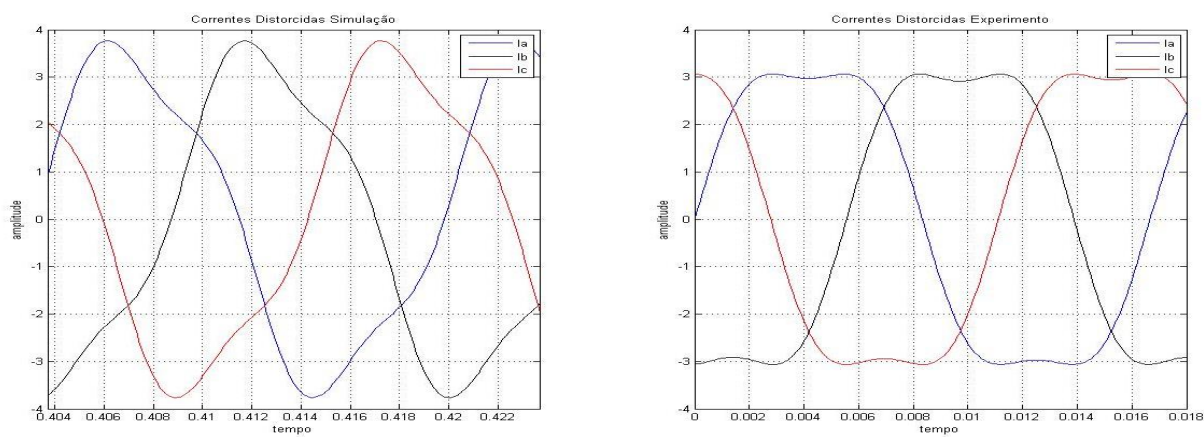 Correntes Distorcidas Simulação
4
3
2
1
0
-1
-2
-3
-4
amplitude
0.404 0.406 0.408 0.41 0.412 0.414 0.416 0.418 0.42 0.422
tempo
Ia
Ib
Ic
Correntes Distorcidas Experimento
4
3
2
1
0
-1
-2
-3
-4
amplitude
0 0.002 0.004 0.006 0.008 0.01 0.012 0.014 0.016 0.018
tempo
Ia
Ib
Ic